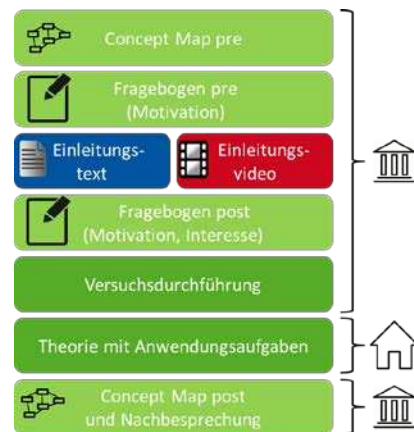 Concept Map pre
Fragebogen pre
(Motivation)
Einleitungs-
text
Einleitungs-
video
Fragebogen post
(Motivation, Interesse)
Versuchsdurchführung
Theorie mit Anwendungsaufgaben
Concept Map post
und Nachbesprechung